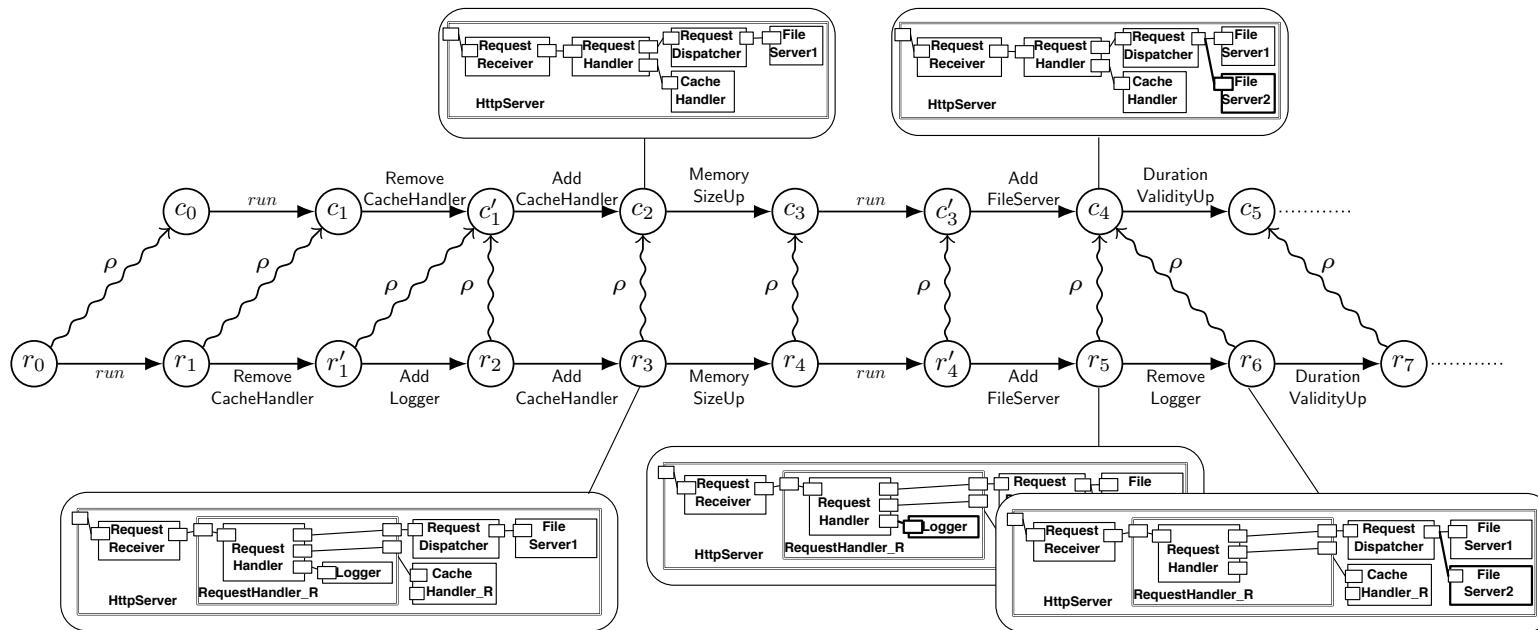 Request
Receiver
Request
Handler
Request
Dispatcher
File
Server1
Cache
Handler
HttpServer
Request
Receiver
Request
Handler
Request
Dispatcher
File
Server1
Cache
Handler
File
Server2
HttpServer
Remove
CacheHandler
Add
CacheHandler
Memory
SizeUp
Add
FileServer
Duration
ValidityUp
c₀ run c₁ c′₁ c₂ c₃ run c′₃ c₄ c₅
ρ ρ ρ ρ ρ ρ ρ ρ ρ ρ
r₀ r₁ r′₁ r₂ r₃ r₄ r′₄ r₅ r₆ r₇
run
Remove
CacheHandler
Add
Logger
Add
CacheHandler
Memory
SizeUp
run
Add
FileServer
Remove
Logger
Duration
ValidityUp
Request
Receiver
Request
Handler
Logger
RequestHandler_R
Request
Dispatcher
File
Server1
Cache
Handler_R
HttpServer
Request
Receiver
Request
Handler
Logger
RequestHandler_R
Request
File
HttpServer
Request
Receiver
Request
Handler
RequestHandler_R
Request
Dispatcher
File
Server1
Cache
Handler_R
File
Server2
HttpServer